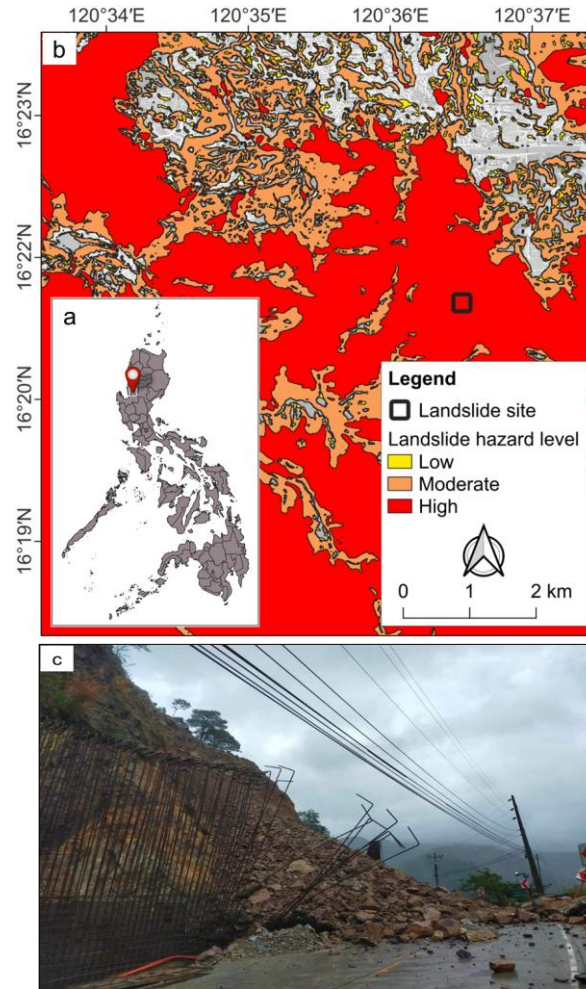 120°34'E 120°35'E 120°36'E 120°37'E
b
16°23'N
16°22'N
16°20'N
16°19'N
a
Legend
Landslide site
Landslide hazard level
Low
Moderate
High
0 1 2 km
c